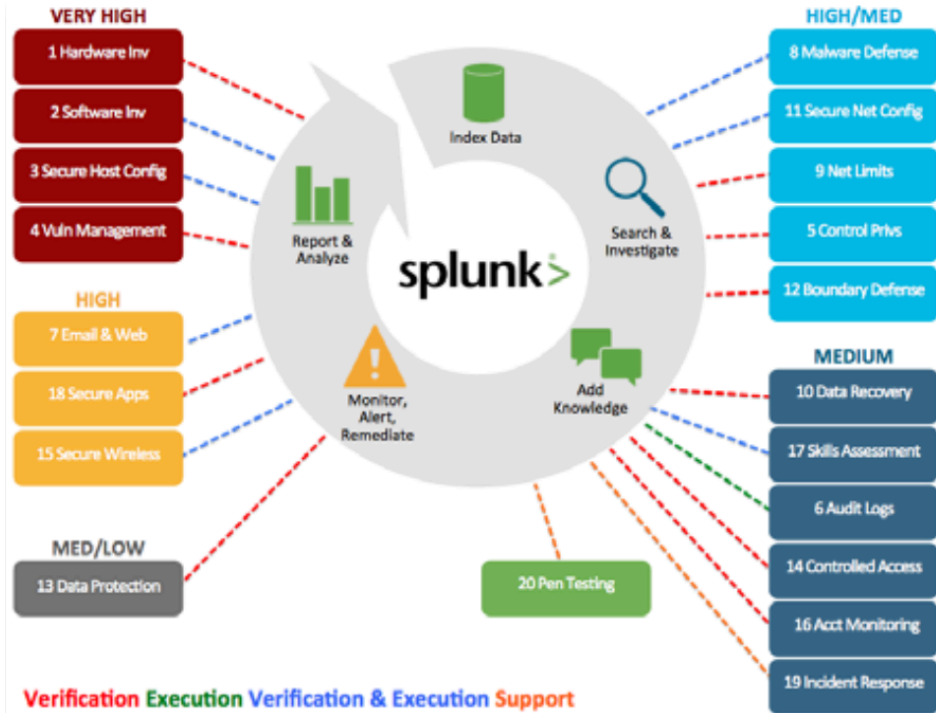 VERY HIGH
1 Hardware Inv
2 Software Inv
3 Secure Host Config
4 Vuln Management
HIGH
7 Email & Web
18 Secure Apps
15 Secure Wireless
MED/LOW
13 Data Protection
Index Data
Search &
Investigate
Add
Knowledge
Monitor,
Alert,
Remediate
Report &
Analyze
splunk>
20 Pen Testing
HIGH/MED
8 Malware Defense
11 Secure Net Config
9 Net Limits
5 Control Privs
12 Boundary Defense
MEDIUM
10 Data Recovery
17 Skills Assessment
6 Audit Logs
14 Controlled Access
16 Acct Monitoring
19 Incident Response
Verification Execution Verification & Execution Support